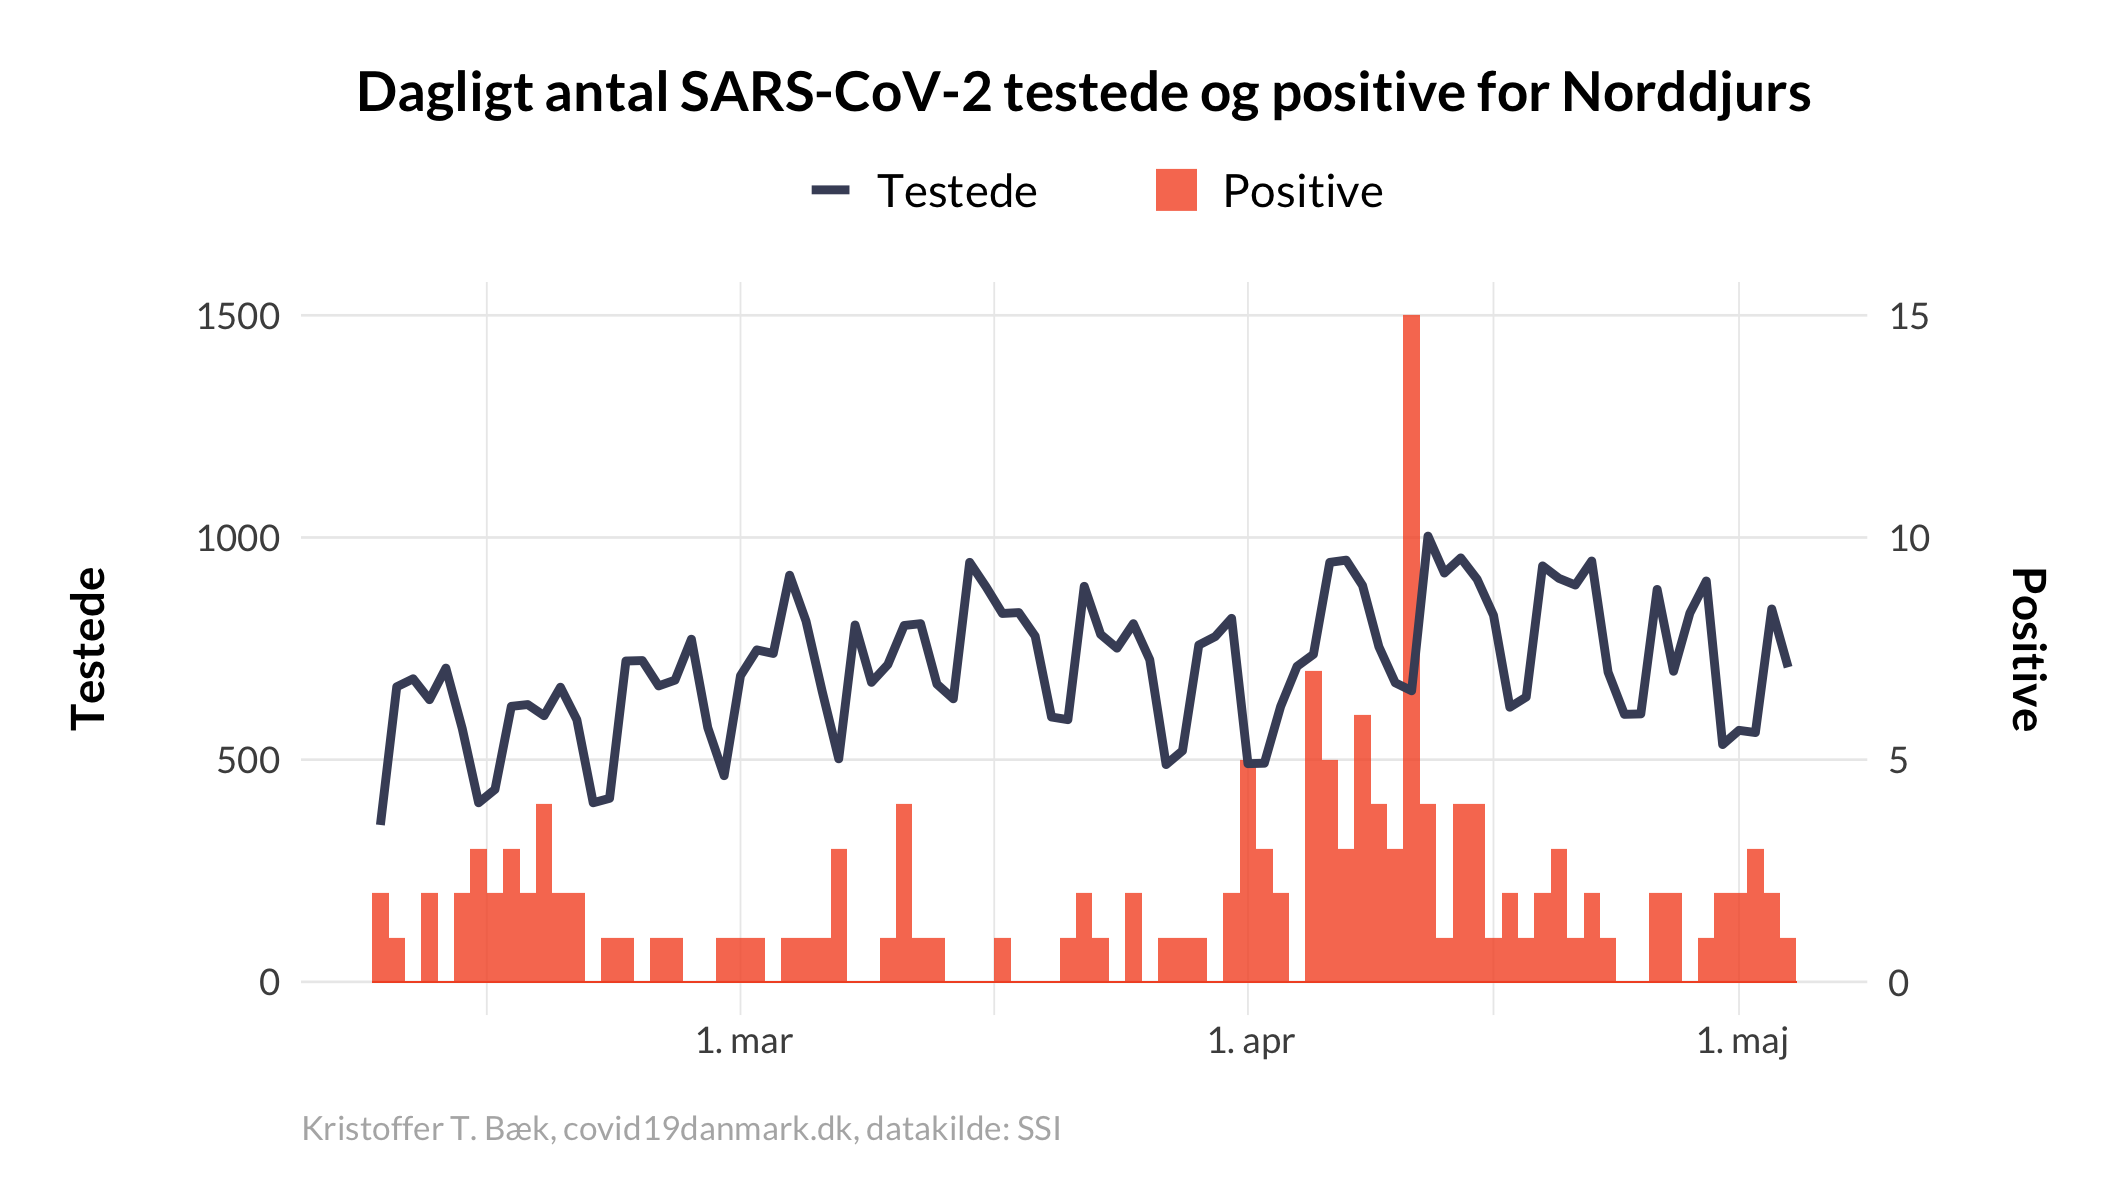 Dagligt antal SARS-CoV-2 testede og positive for Norddjurs
Testede Positive
1500 15
1000 10
Testede
Positive
500 5
0 0
1. mar 1. apr 1. maj
Kristoffer T. Bæk, covid19danmark.dk, datakilde: SSI